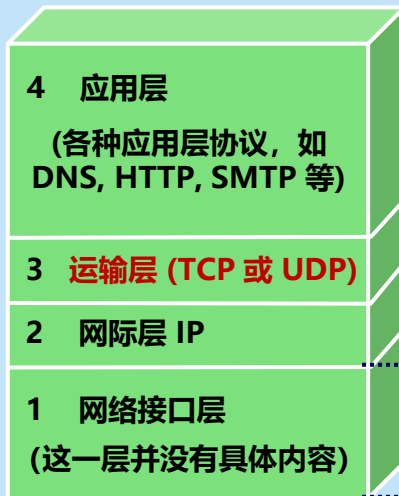 4 应用层
(各种应用层协议，如
DNS, HTTP, SMTP 等)
3 运输层 (TCP 或 UDP)
2 网际层 IP
1 网络接口层
(这一层并没有具体内容)